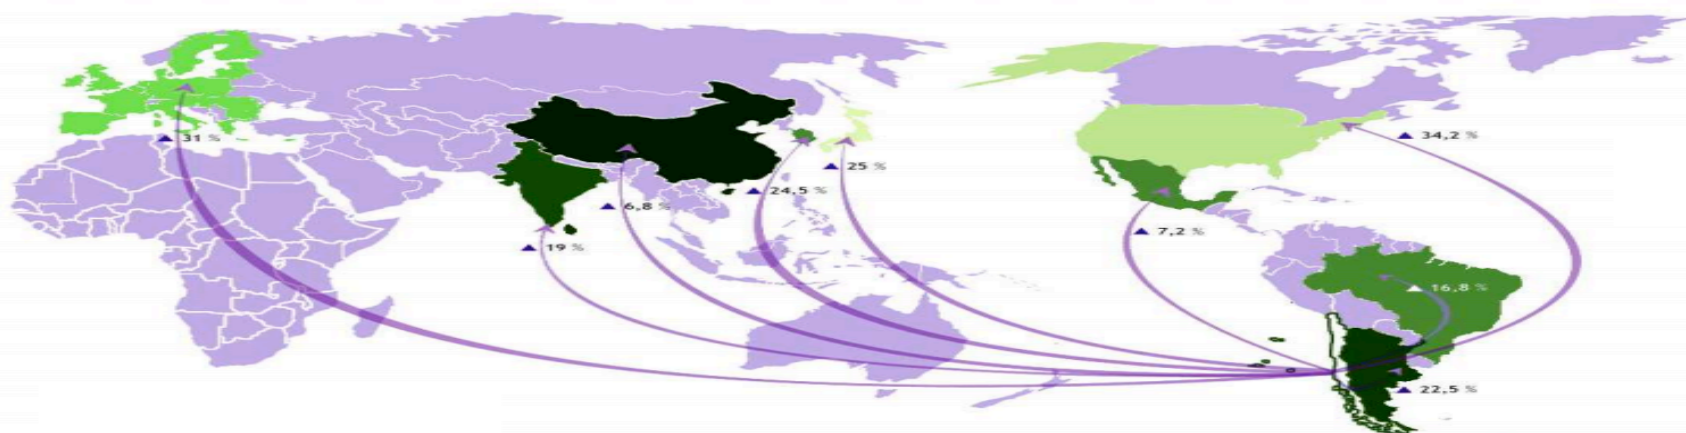 ▲ 31 %
▲ 34,2 %
▲ 25 %
▲ 24,5 %
▲ 6,8 %
▲ 7,2 %
▲ 19 %
▲ 16,8 %
▲ 22,5 %